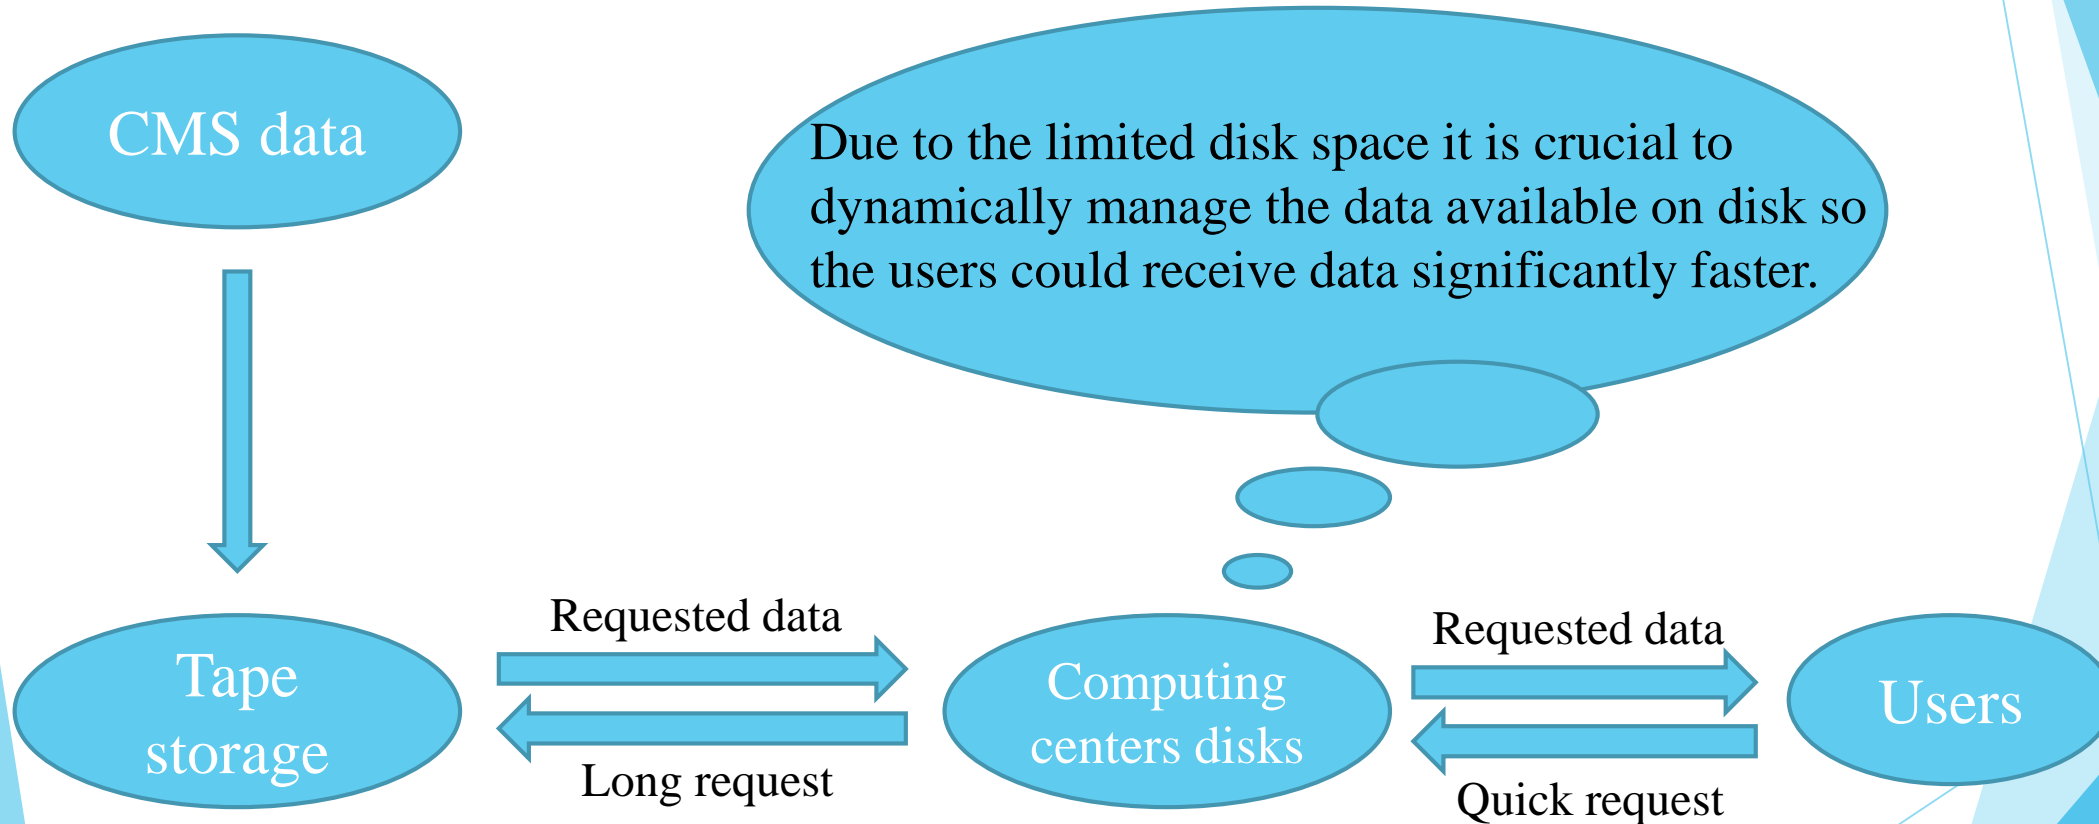 CMS data
Due to the limited disk space it is crucial to
dynamically manage the data available on disk so
the users could receive data significantly faster.
Tape
storage
Requested data
Long request
Computing
centers disks
Requested data
Quick request
Users